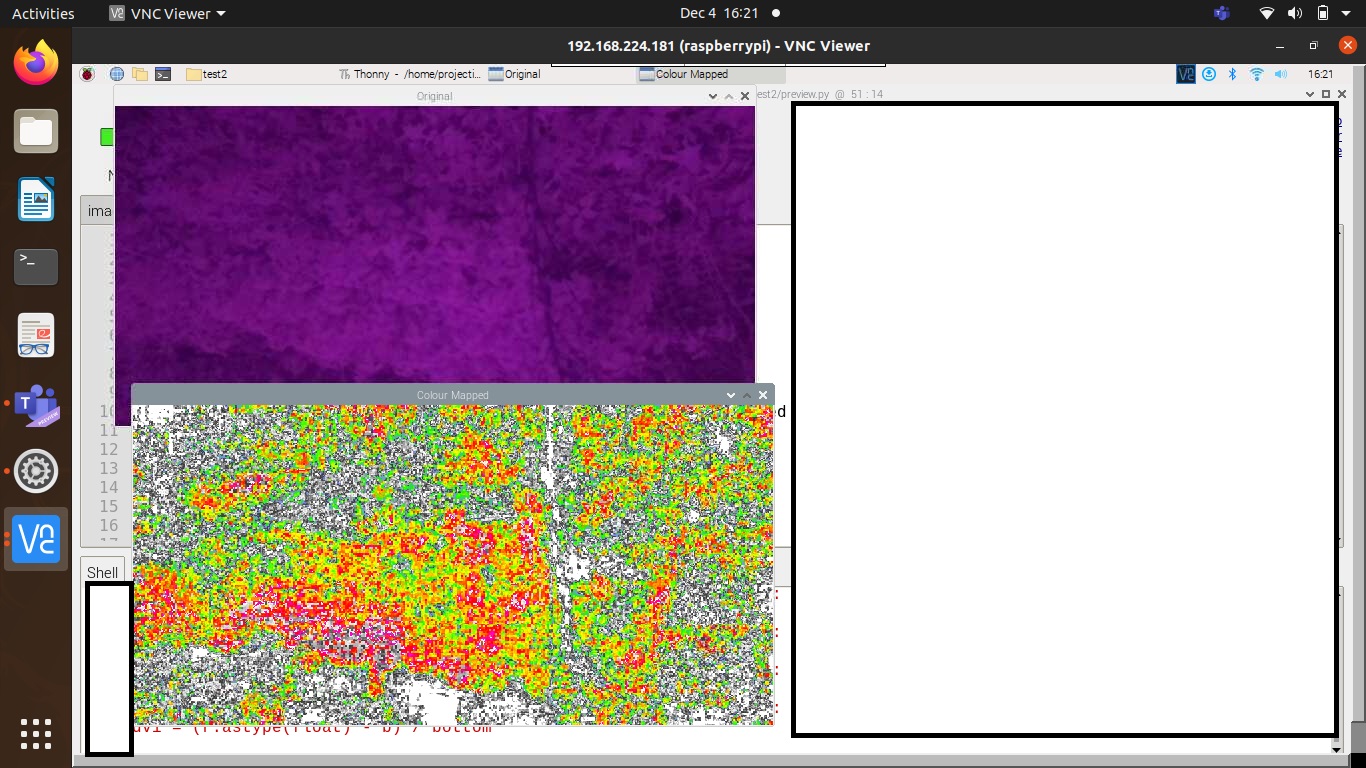 Activities VNC Viewer Dec 4 16:21
192.168.224.181 (raspberrypi) - VNC Viewer
test2 Thonny - /home/projecti... Original Colour Mapped 16:21
Original
est2/preview.py @ 51 : 14
ima
Colour Mapped
10
11
12
13
14
15
16
Shell
= (r.astype(float) - b) / bottom